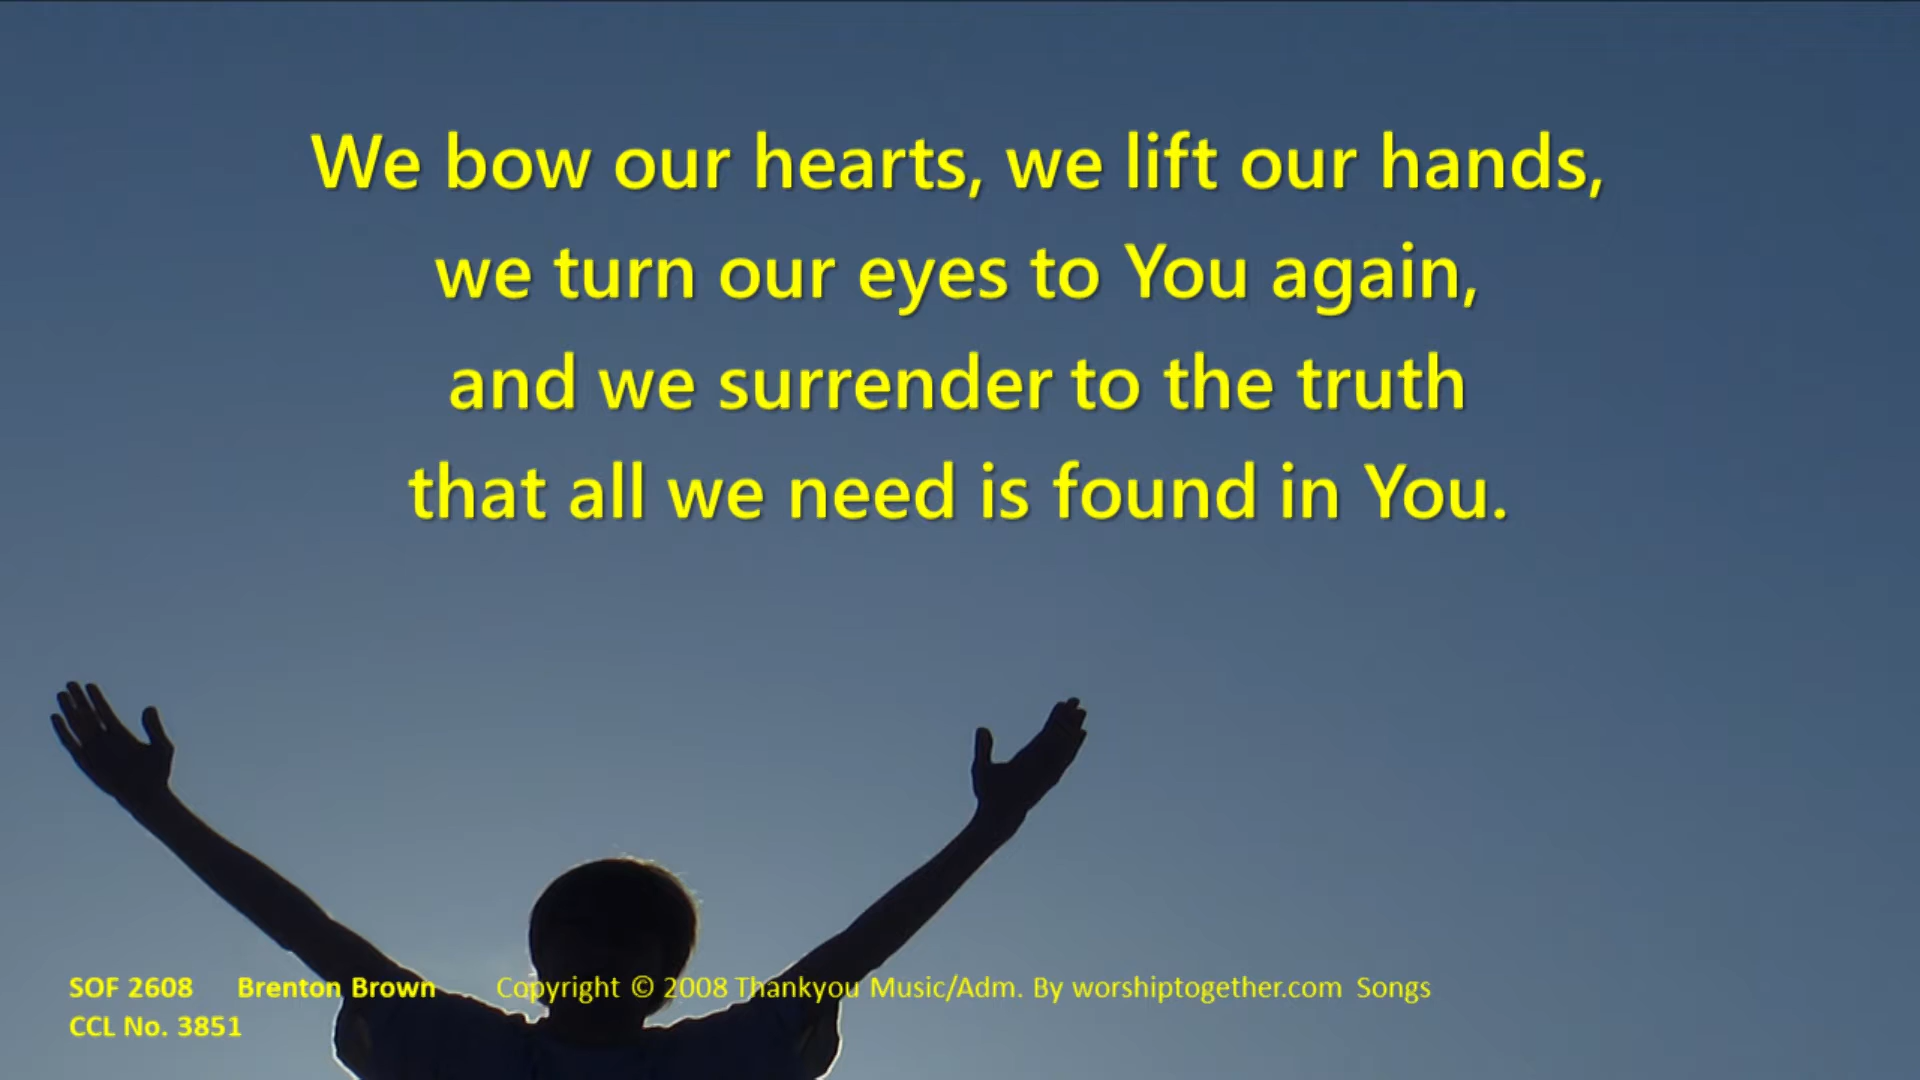 We bow our hearts, we lift our hands,
we turn our eyes to You again,
and we surrender to the truth
that all we need is found in You.
SOF 2608 Brenton Brown Copyright © 2008 Thankyou Music/Adm. By worshiptogether.com Songs
CCL No. 3851